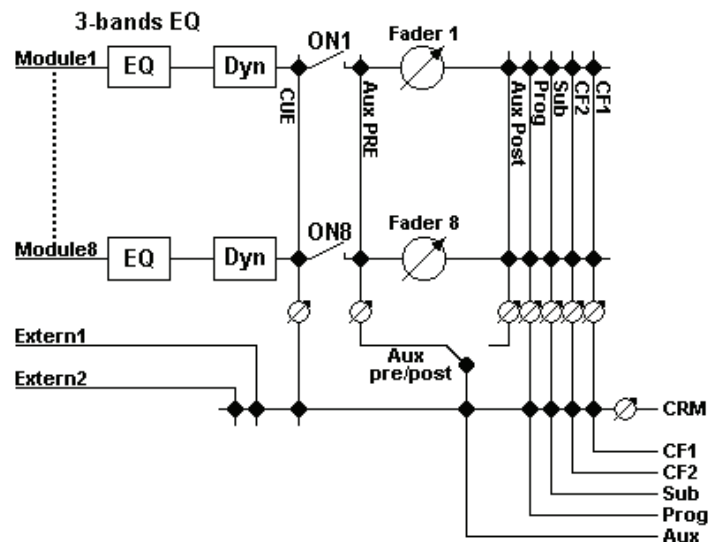 3-bands EQ
Module1
EQ
Dyn
ON1
Fader 1
CUE
Aux PRE
Aux Post
Prog
Sub
CF2
CF1
Module8
EQ
Dyn
ON8
Fader 8
Extern1
Extern2
Aux
pre/post
CRM
CF1
CF2
Sub
Prog
Aux